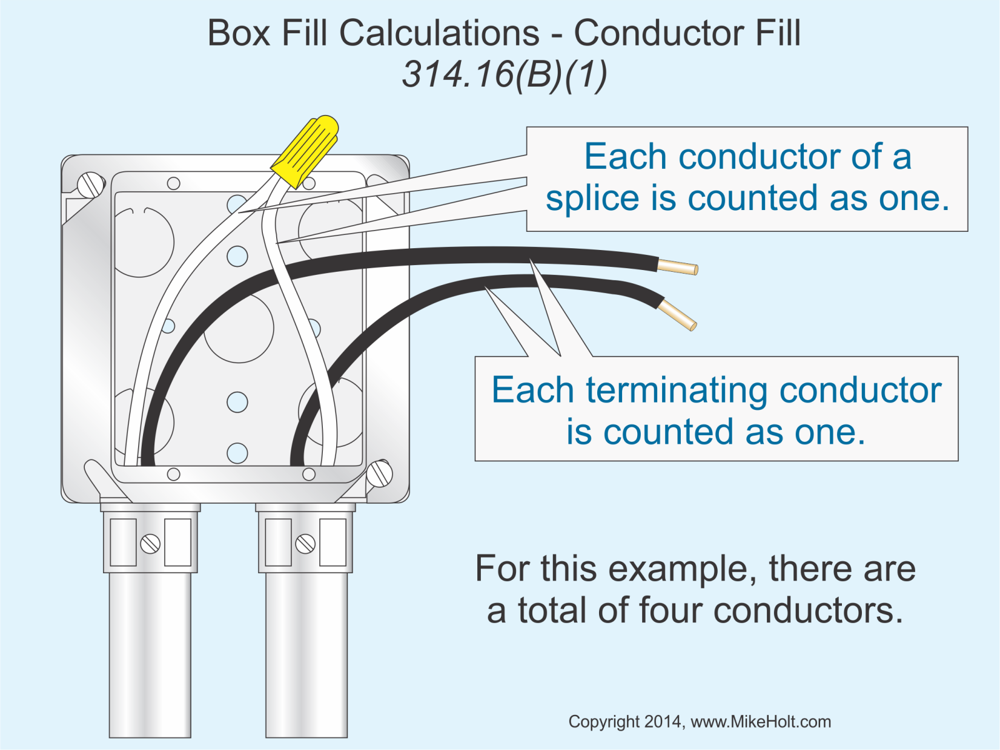 Box Fill Calculations - Conductor Fill
314.16(B)(1)
Each conductor of a
splice is counted as one.
Each terminating conductor
is counted as one.
For this example, there are
a total of four conductors.
Copyright 2014, www.MikeHolt.com